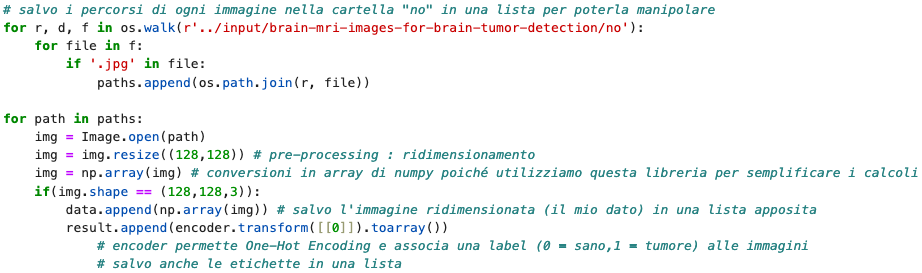 # salvo i percorsi di ogni immagine nella cartella "no" in una lista per poterla manipolare
for r, d, f in os.walk(r'../input/brain-mri-images-for-brain-tumor-detection/no'):
    for file in f:
        if '.jpg' in file:
            paths.append(os.path.join(r, file))

for path in paths:
    img = Image.open(path)
    img = img.resize((128,128)) # pre-processing : ridimensionamento
    img = np.array(img) # conversioni in array di numpy poiché utilizziamo questa libreria per semplificare i calcoli
    if(img.shape == (128,128,3)):
        data.append(np.array(img)) # salvo l'immagine ridimensionata (il mio dato) in una lista apposita
        result.append(encoder.transform([[0]]).toarray())
            # encoder permette One-Hot Encoding e associa una label (0 = sano,1 = tumore) alle immagini
            # salvo anche le etichette in una lista